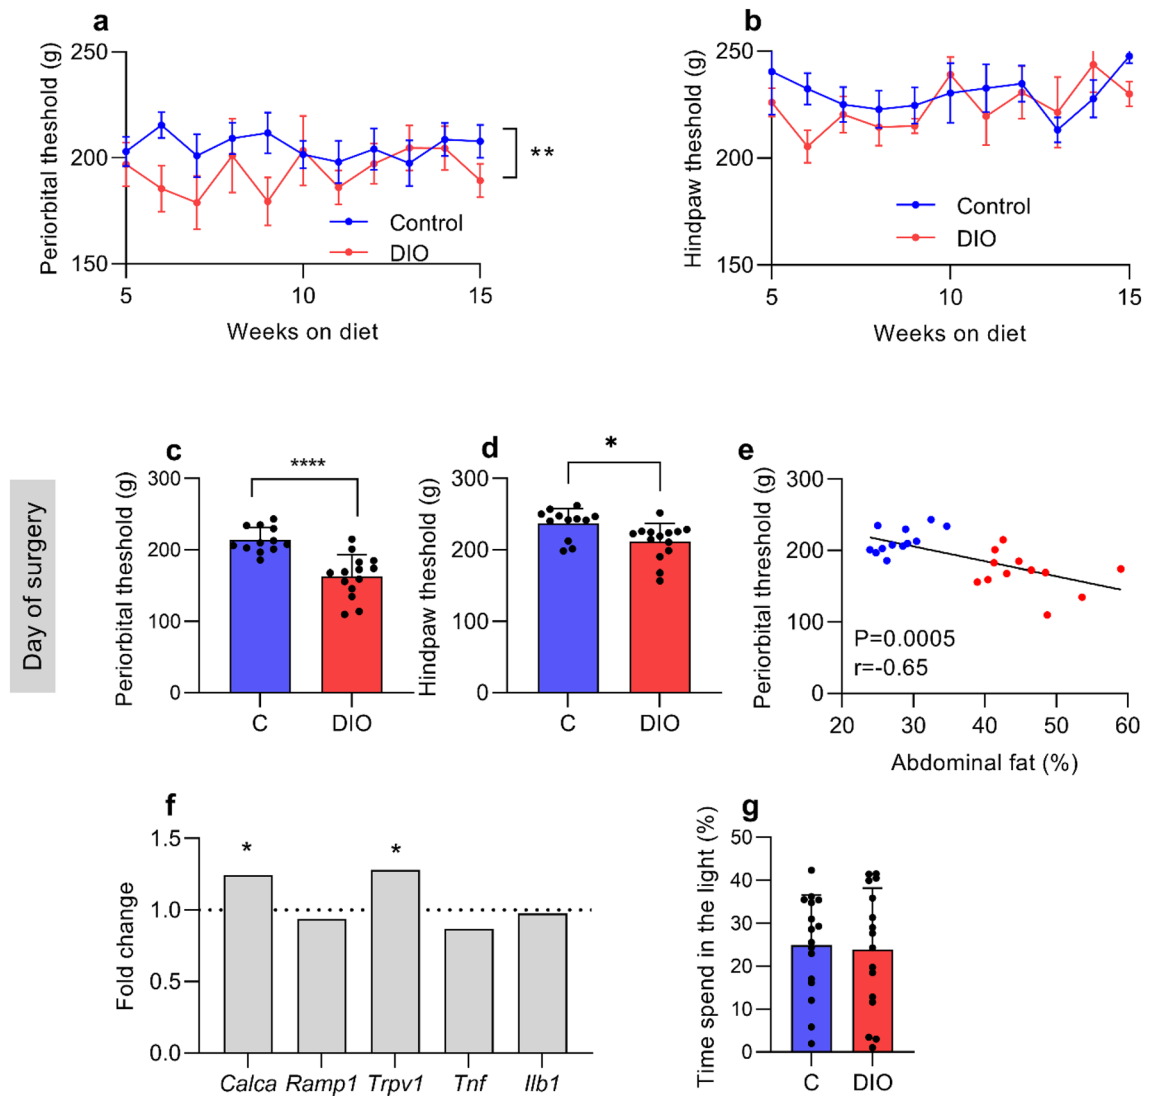 a
Periorbital theshold (g)
250
200
150
5
10
15
Weeks on diet
**
Control
DIO
b
Hindpaw theshold (g)
250
200
150
5
10
15
Weeks on diet
Control
DIO
Day of surgery
c
Periorbital theshold (g)
300
200
100
0
****
C
DIO
d
Hindpaw theshold (g)
300
200
100
0
*
C
DIO
e
Periorbital threshold (g)
300
200
100
0
P=0.0005
r=-0.65
20
30
40
50
60
Abdominal fat (%)
f
Fold change
1.5
1.0
0.5
0.0
*
*
Calca
Ramp1
Trpv1
Tnf
Ilb1
g
Time spend in the light (%)
50
40
30
20
10
0
C
DIO